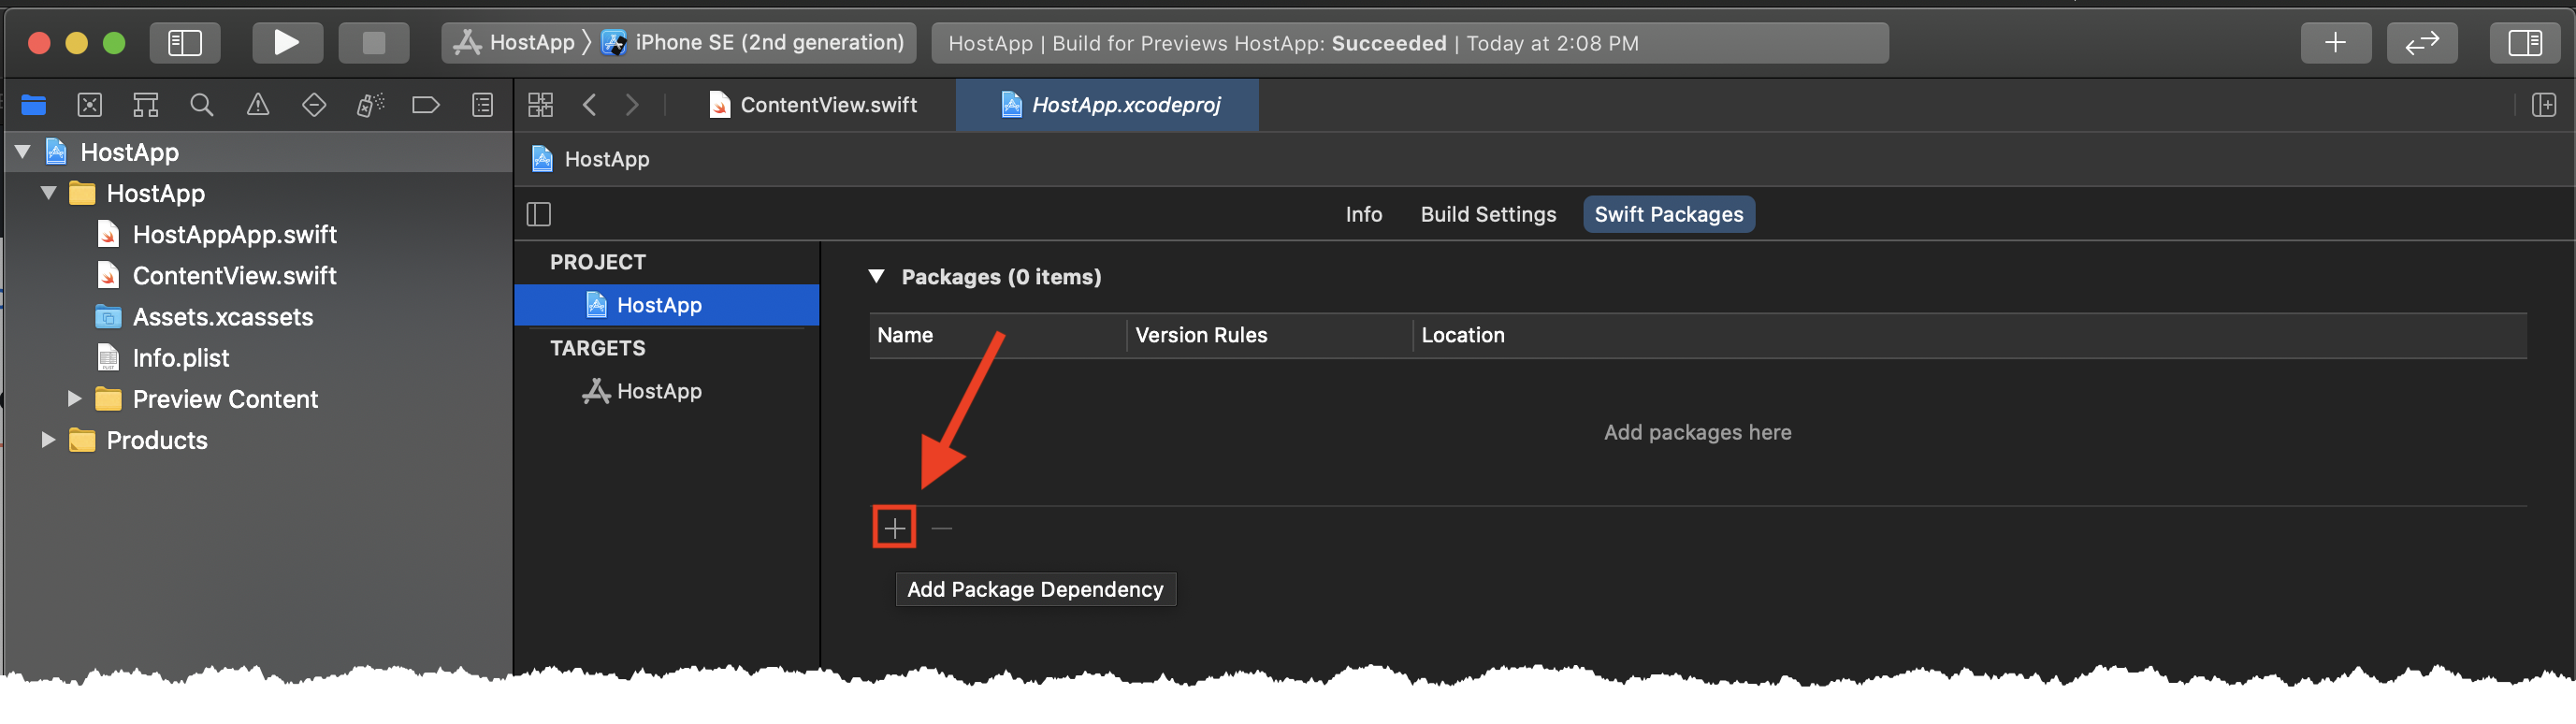 HostApp
iPhone SE (2nd generation)
HostApp | Build for Previews HostApp: Succeeded | Today at 2:08 PM
ContentView.swift
HostApp.xcodeproj
HostApp
HostApp
HostAppApp.swift
ContentView.swift
Assets.xcassets
Info.plist
Preview Content
Products
HostApp
Info
Build Settings
Swift Packages
PROJECT
HostApp
TARGETS
HostApp
Packages (0 items)
Name
Version Rules
Location
Add packages here
Add Package Dependency